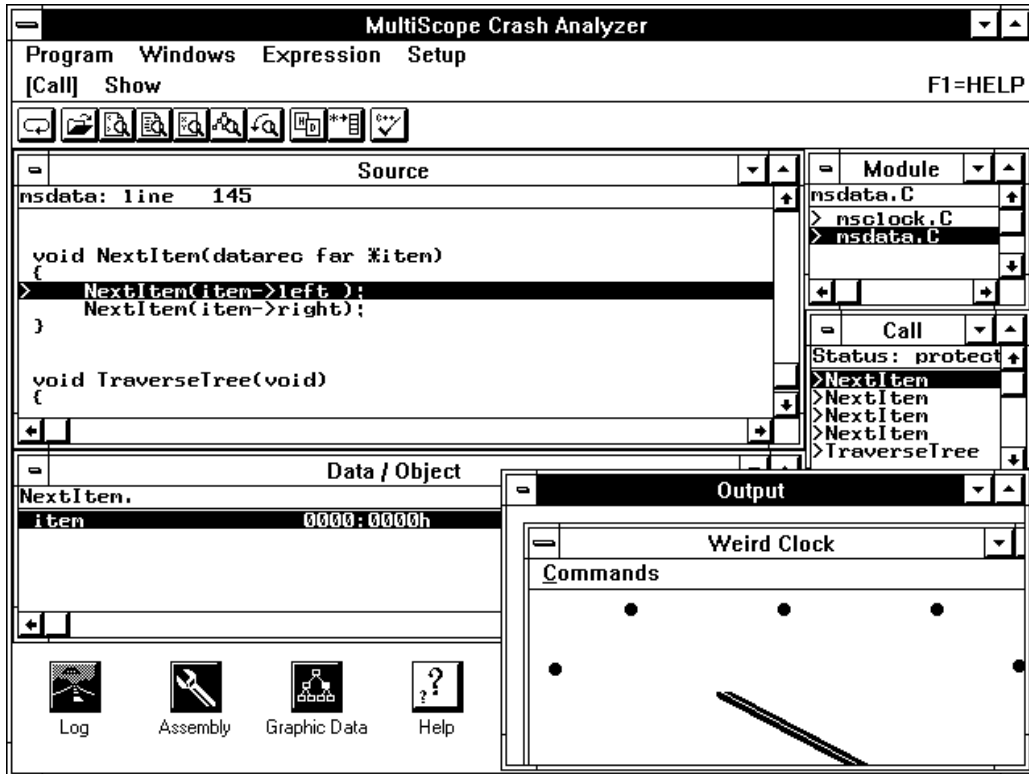 MultiScope Crash Analyzer
Program Windows Expression Setup
[Call] Show F1=HELP
Source
msdata: line 145
void NextItem(datarec far *item)
{
> NextItem(item->left );
NextItem(item->right);
}
void TraverseTree(void)
{
Module
msdata.C
> msclock.C
> msdata.C
Call
Status: protect
>NextItem
>NextItem
>NextItem
>NextItem
>TraverseTree
Data / Object
NextItem.
item 0000:0000h
Output
Weird Clock
Commands
Log
Assembly
Graphic Data
Help